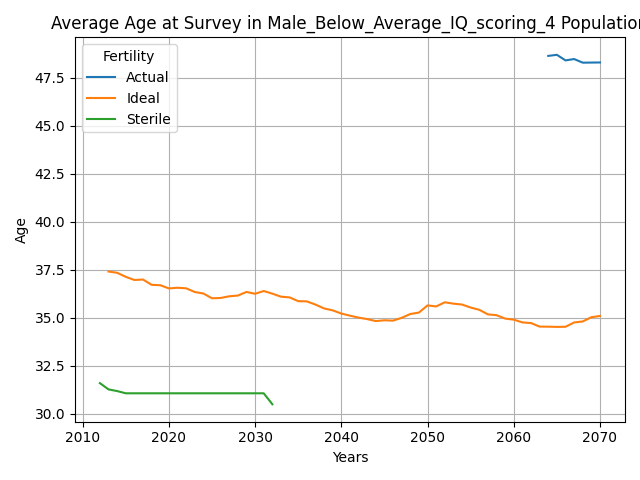 Average Age at Survey in Male_Below_Average_IQ_scoring_4 Population
Fertility
Actual
Ideal
Sterile
Age
47.5
45.0
42.5
40.0
37.5
35.0
32.5
30.0
2010 2020 2030 2040 2050 2060 2070
Years